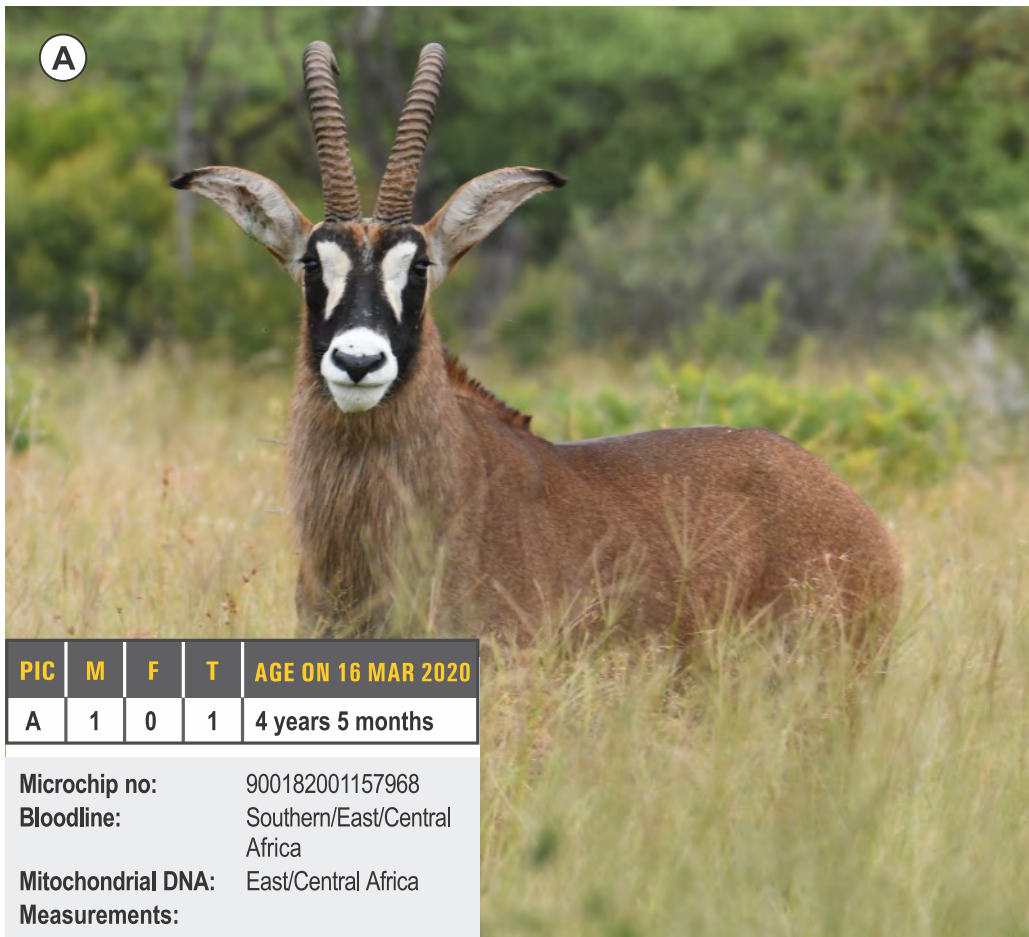 A
PIC M F T AGE ON 16 MAR 2020
A 1 0 1 4 years 5 months
Microchip no: 900182001157968
Bloodline: Southern/East/Central
Africa
Mitochondrial DNA: East/Central Africa
Measurements: